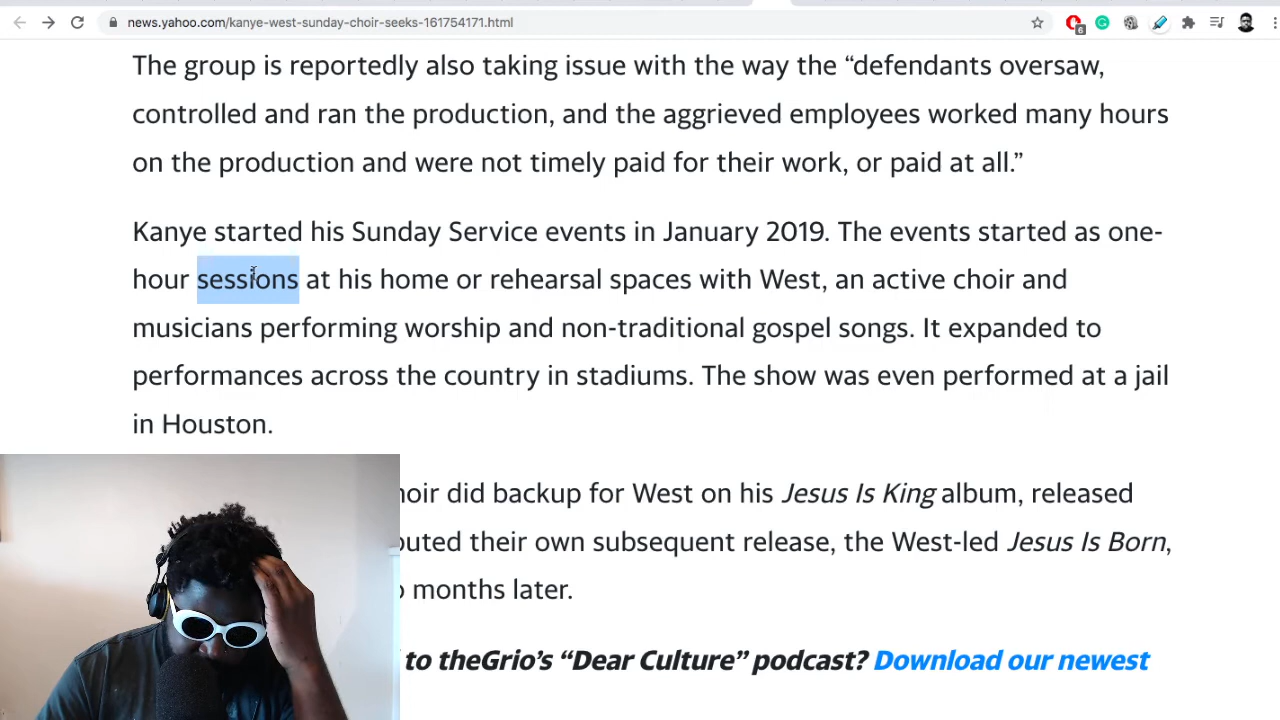 news.yahoo.com/kanye-west-sunday-choir-seeks-161754171.html
6
The group is reportedly also taking issue with the way the “defendants oversaw,
controlled and ran the production, and the aggrieved employees worked many hours
on the production and were not timely paid for their work, or paid at all.”
Kanye started his Sunday Service events in January 2019. The events started as one-
hour sessions at his home or rehearsal spaces with West, an active choir and
musicians performing worship and non-traditional gospel songs. It expanded to
performances across the country in stadiums. The show was even performed at a jail
in Houston.
did backup for West on his Jesus Is King album, released
their own subsequent release, the West-led Jesus Is Born,
months later.
to theGrio’s “Dear Culture” podcast? Download our newest